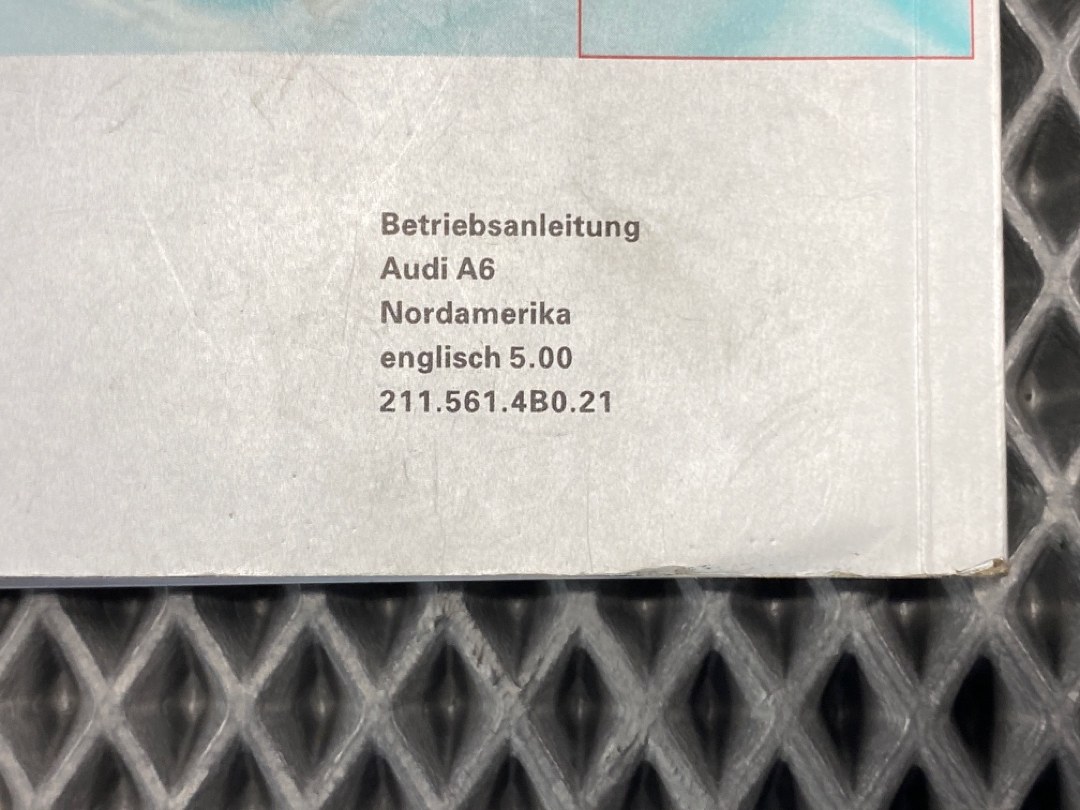 Betriebsanleitung
Audi A6
Nordamerika
englisch 5.00
211.561.4B0.21